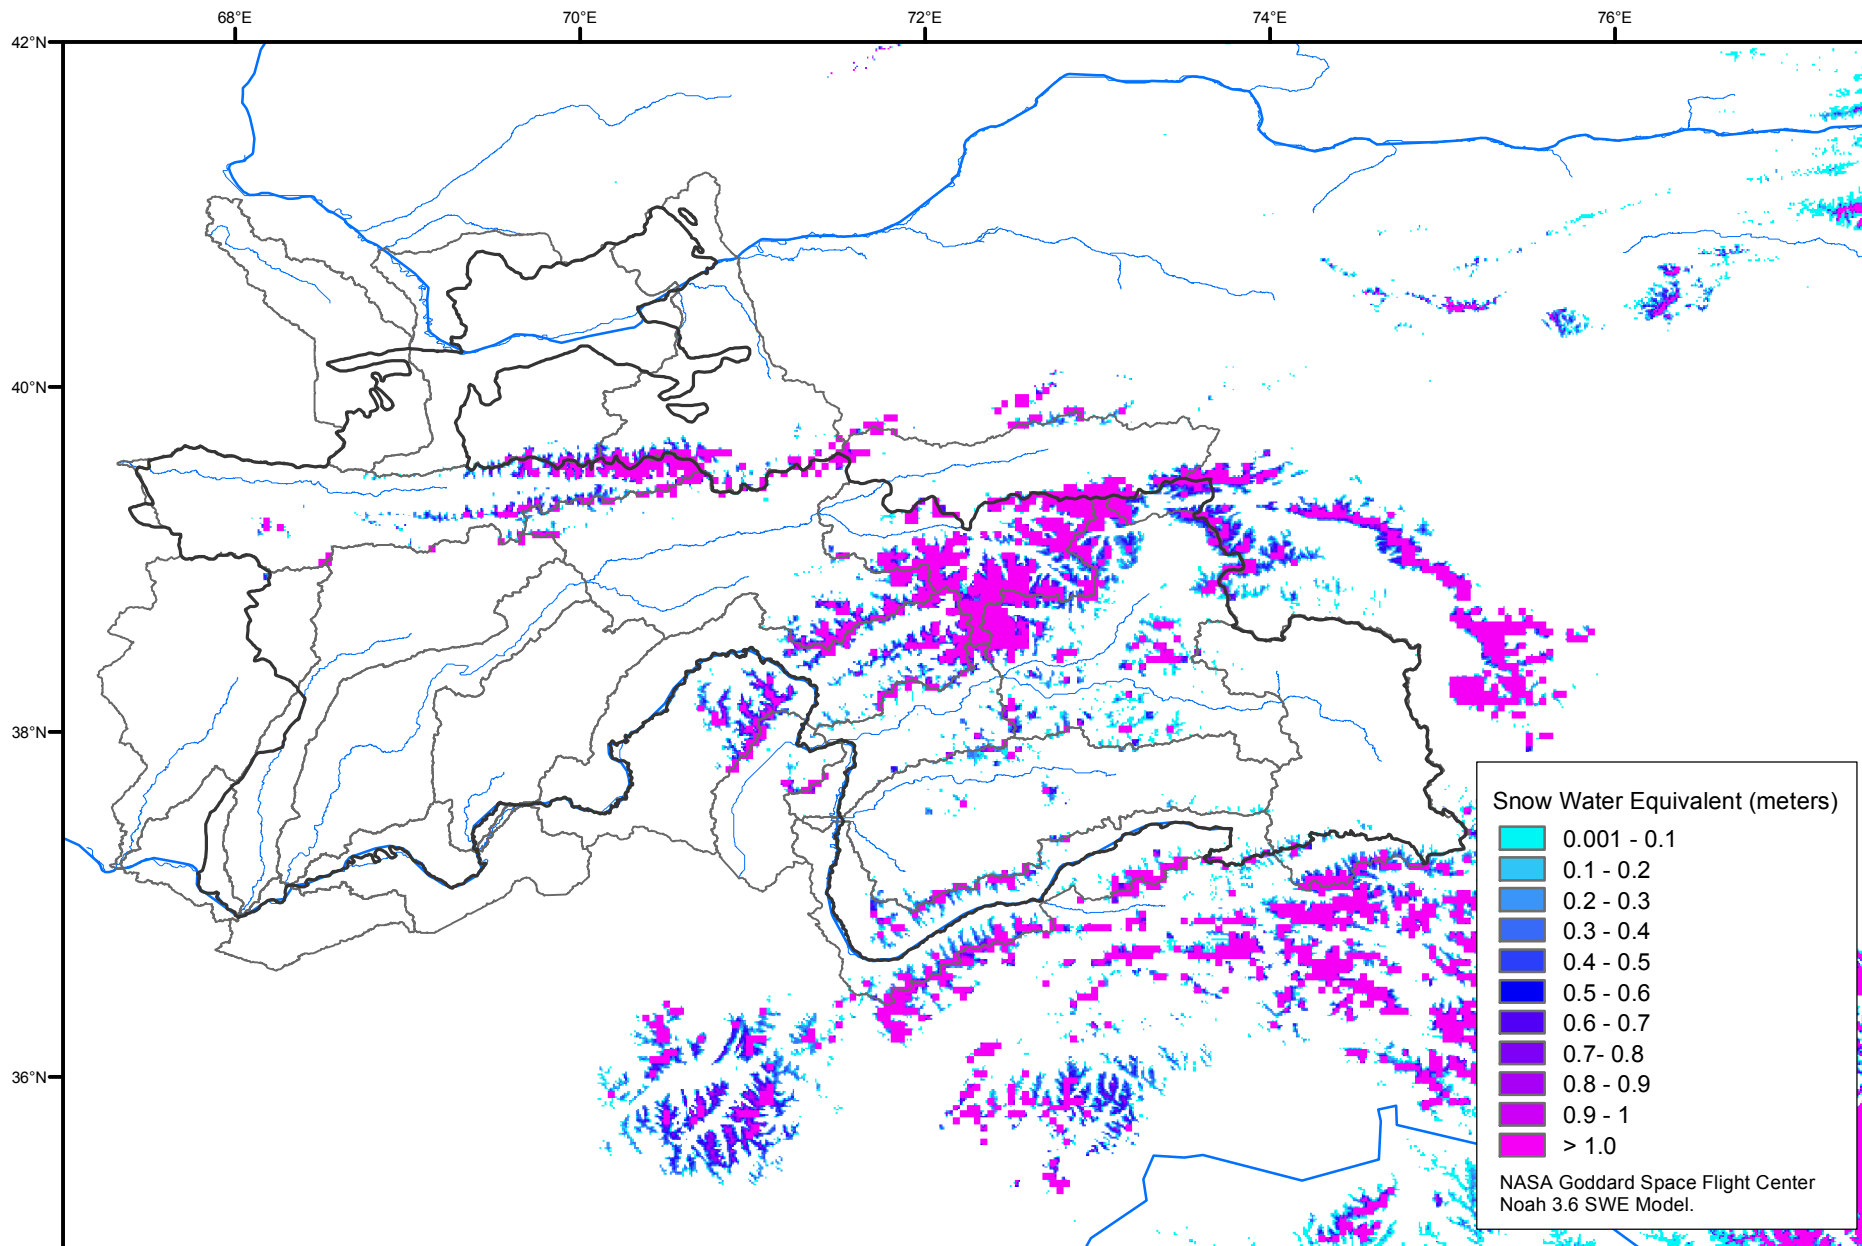 68°E
70°E
72°E
74°E
76°E
42°N
40°N
38°N
36°N
Snow Water Equivalent (meters)
0.001 - 0.1
0.1 - 0.2
0.2 - 0.3
0.3 - 0.4
0.4 - 0.5
0.5 - 0.6
0.6 - 0.7
0.7- 0.8
0.8 - 0.9
0.9 - 1
> 1.0
NASA Goddard Space Flight Center
Noah 3.6 SWE Model.